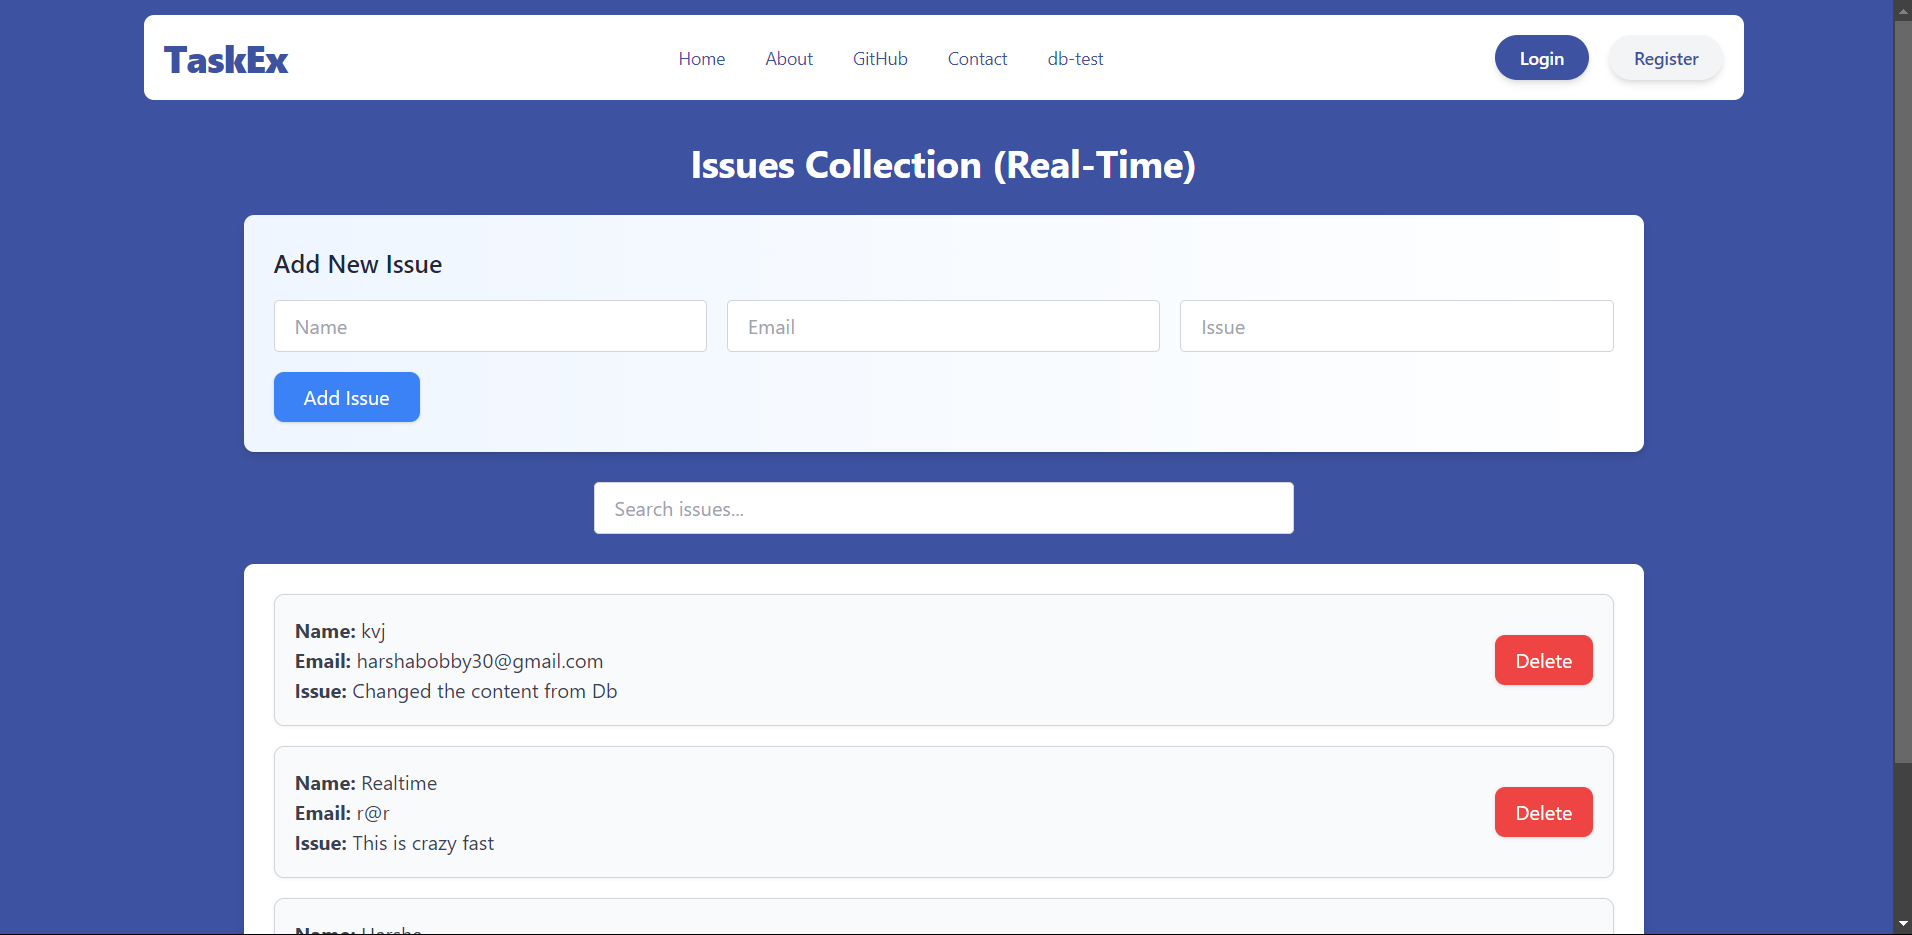 TaskEx
Home About GitHub Contact db-test
Login Register
Issues Collection (Real-Time)
Add New Issue
Name Email Issue
Add Issue
Search issues...
Name: kvj
Email: harshabobby30@gmail.com
Issue: Changed the content from Db
Delete
Name: Realtime
Email: r@r
Issue: This is crazy fast
Delete
Name: Harsha